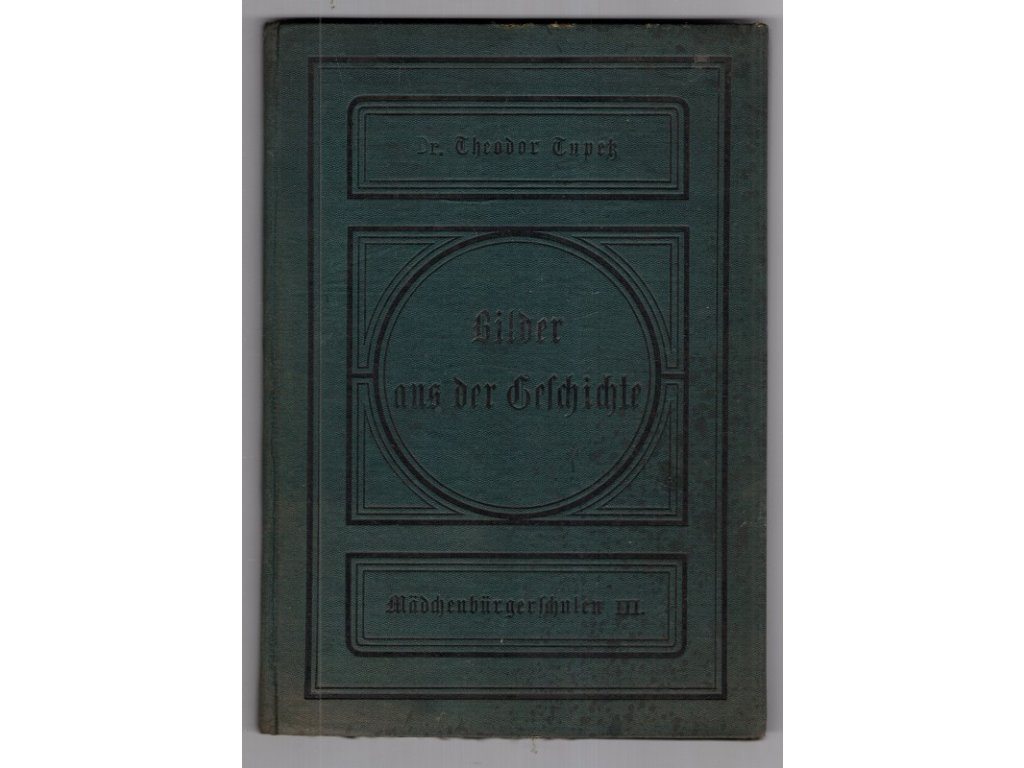 Dr. Theodor Tupetz
Bilder
aus der Geschichte
Mädchenbürgerschulen III.